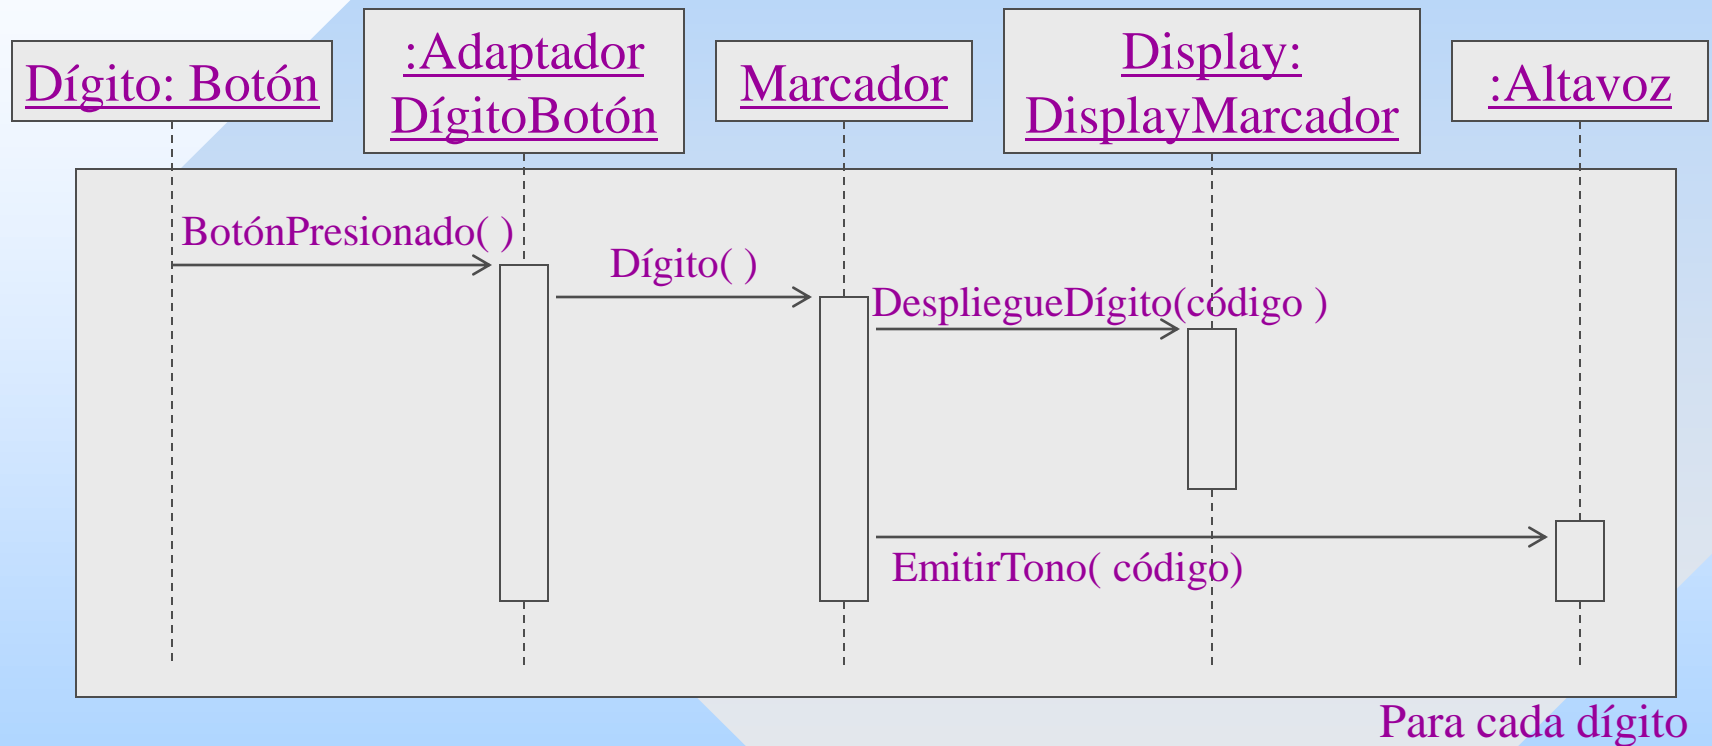 Dígito: Botón
:Adaptador
DígitoBotón
Marcador
Display:
DisplayMarcador
:Altavoz
BotónPresionado( )
Dígito( )
DespliegueDígito(código )
EmitirTono( código)
Para cada dígito